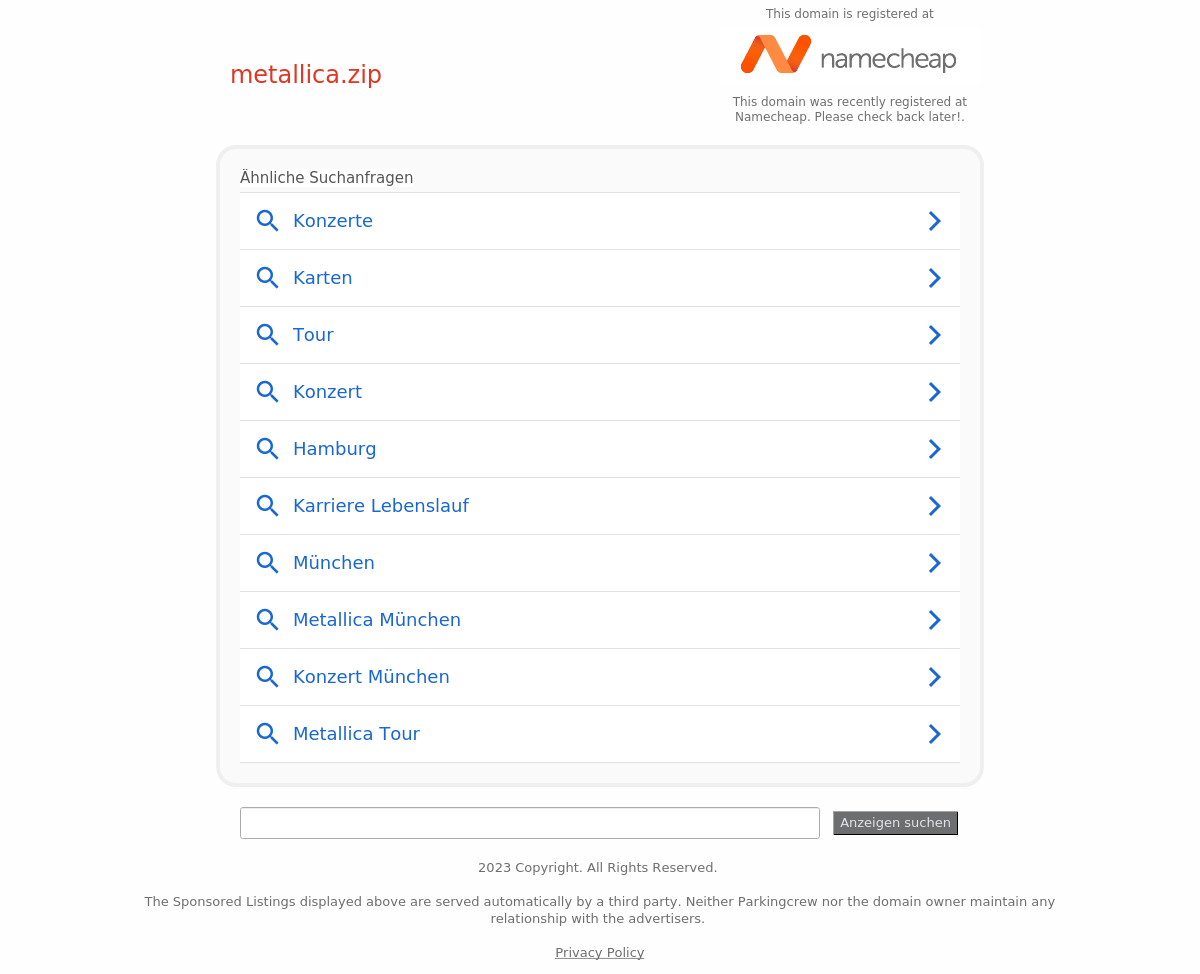 This domain is registered at
namecheap
metallica.zip
This domain was recently registered at
Namecheap. Please check back later!.
Ähnliche Suchanfragen
Konzerte
Karten
Tour
Konzert
Hamburg
Karriere Lebenslauf
München
Metallica München
Konzert München
Metallica Tour
Anzeigen suchen
2023 Copyright. All Rights Reserved.
The Sponsored Listings displayed above are served automatically by a third party. Neither Parkingcrew nor the domain owner maintain any
relationship with the advertisers.
Privacy Policy